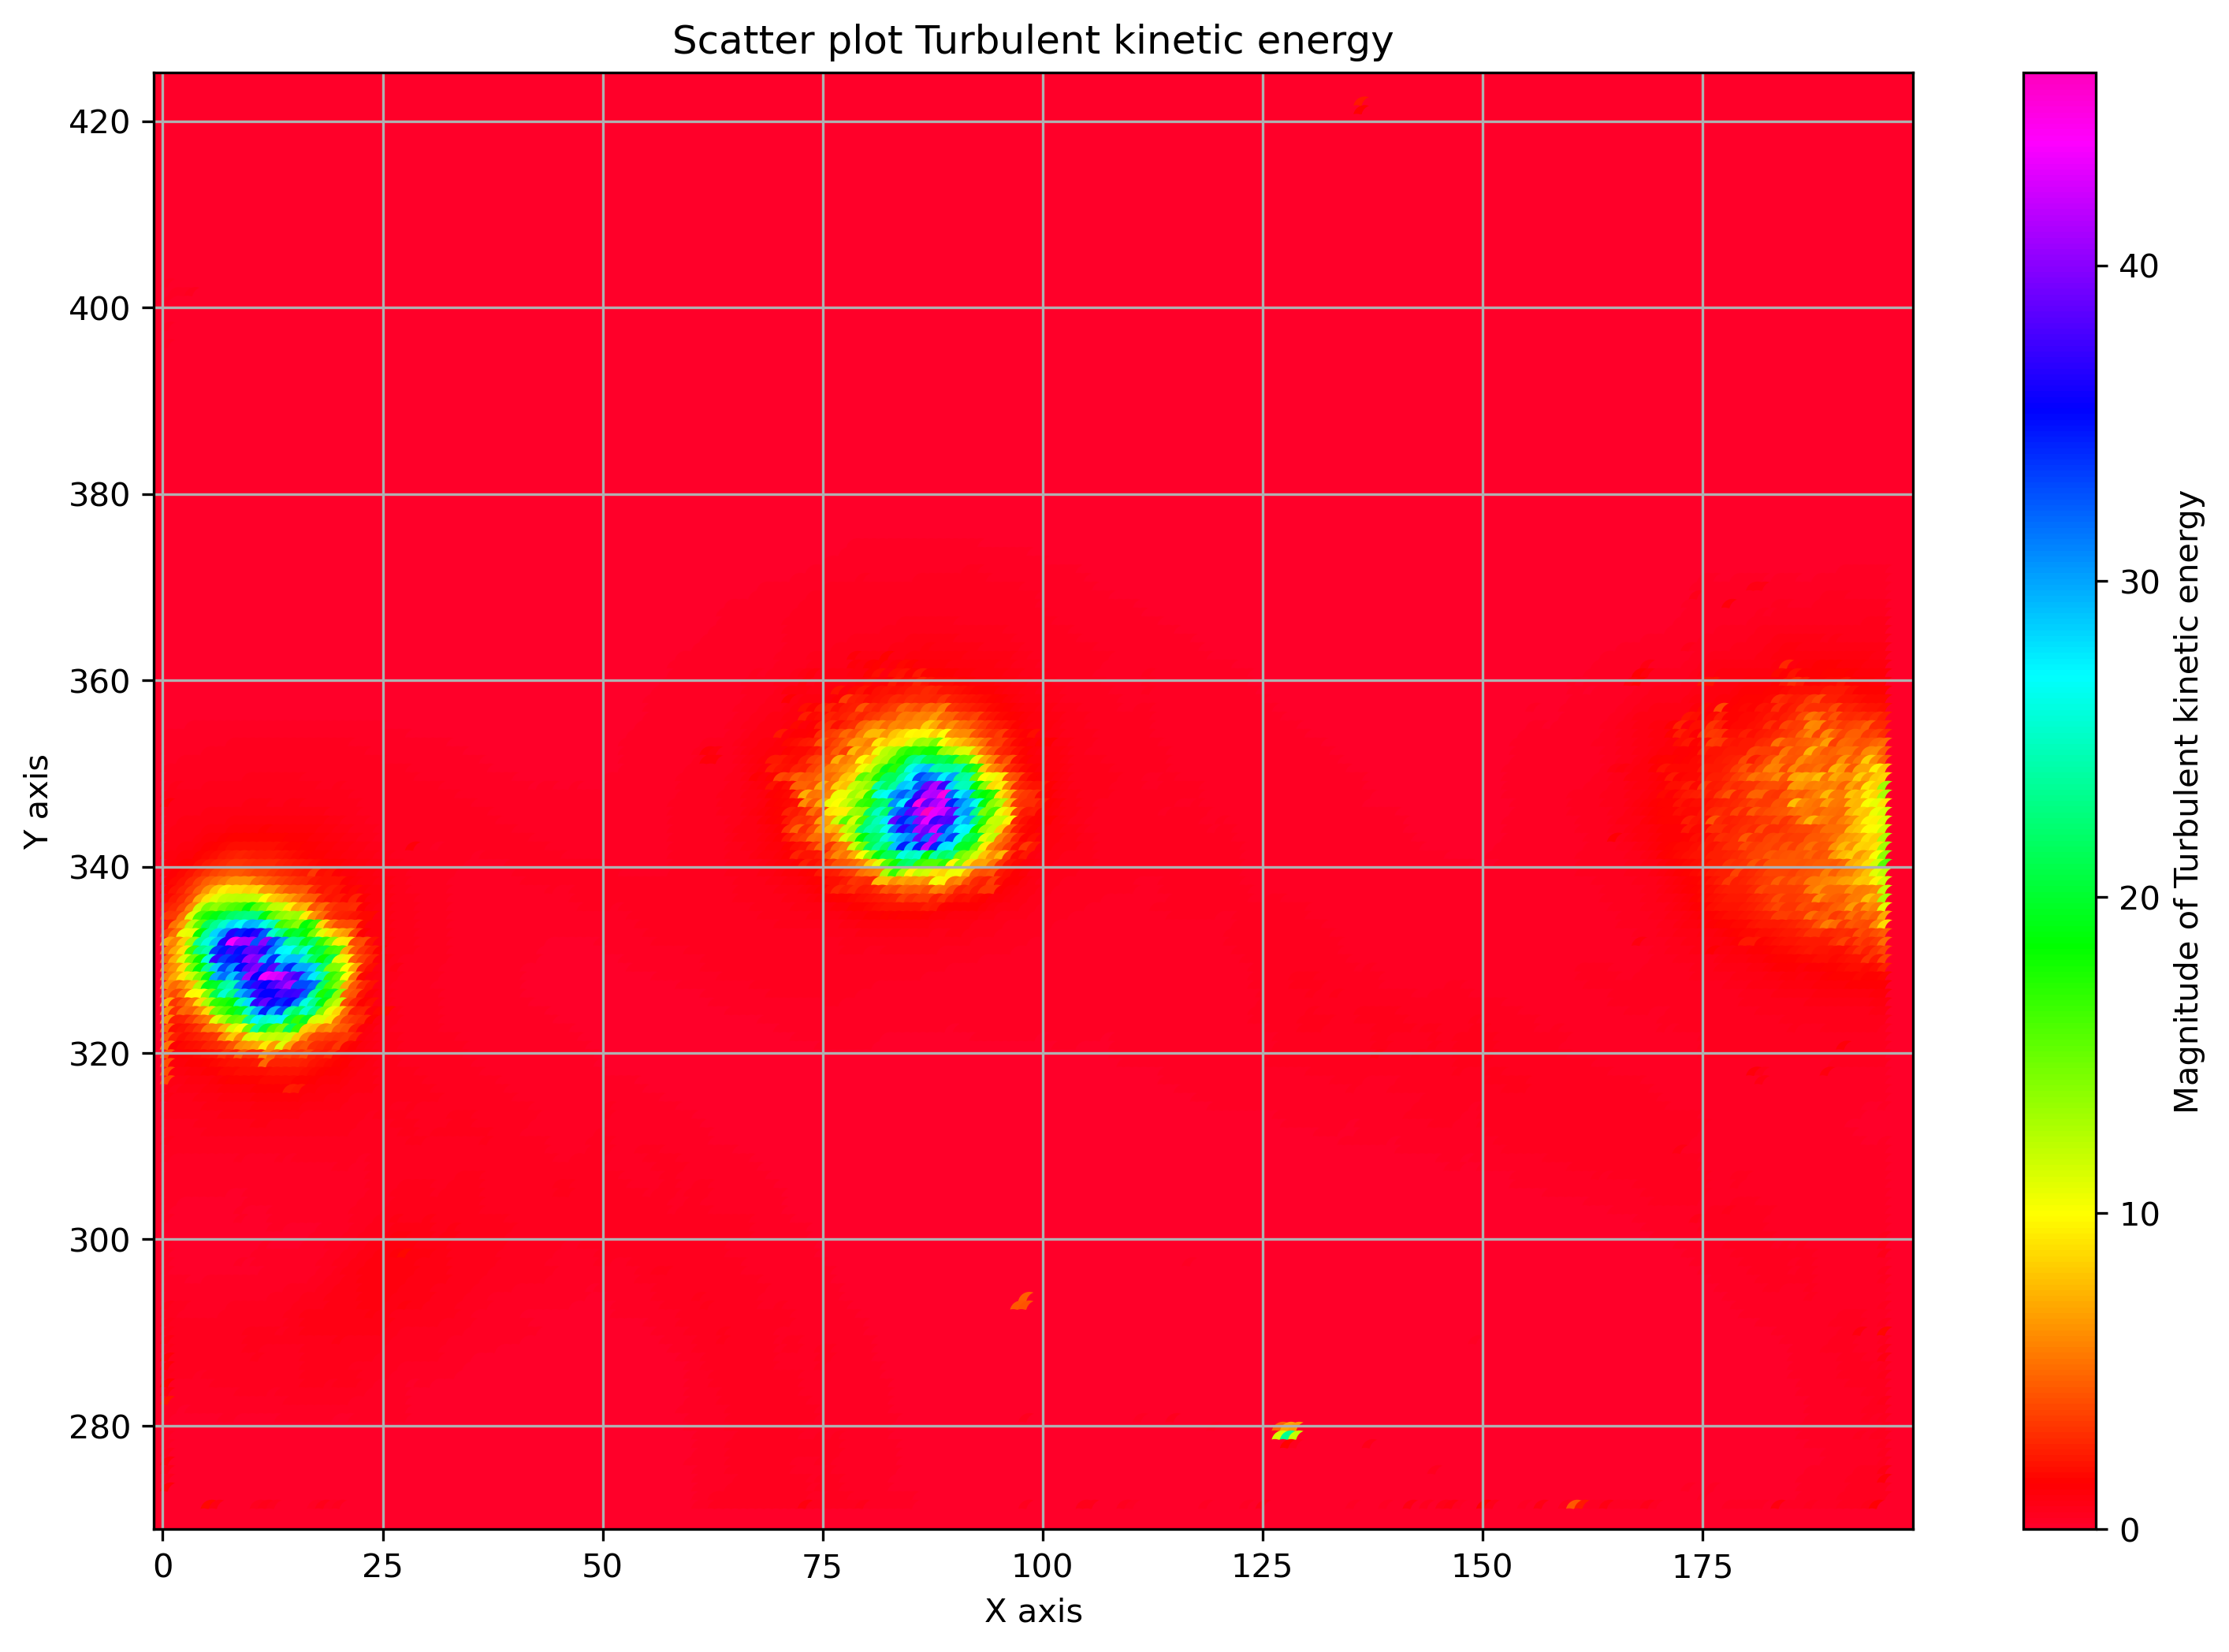 Scatter plot Turbulent kinetic energy
420
400
380
360
340
320
300
280
Y axis
0 25 50 75 100 125 150 175
X axis
40
30
20
10
0
Magnitude of Turbulent kinetic energy